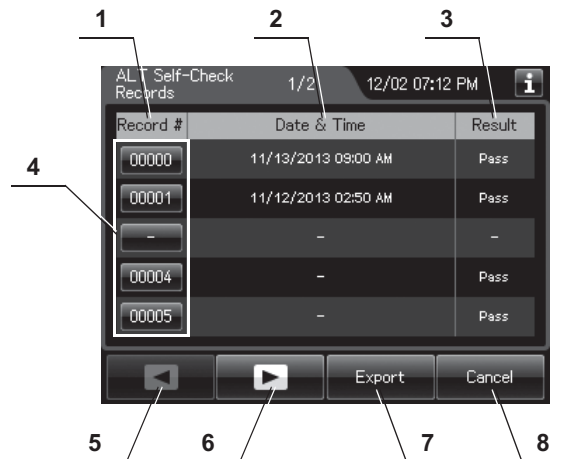 1 2 3
ALT Self-Check
Records 1/2 12/02 07:12 PM i
Record # Date & Time Result
4
00000 11/13/2013 09:00 AM Pass
00001 11/12/2013 02:50 AM Pass
- - -
00004 - Pass
00005 - Pass
Export Cancel
5 6 7 8